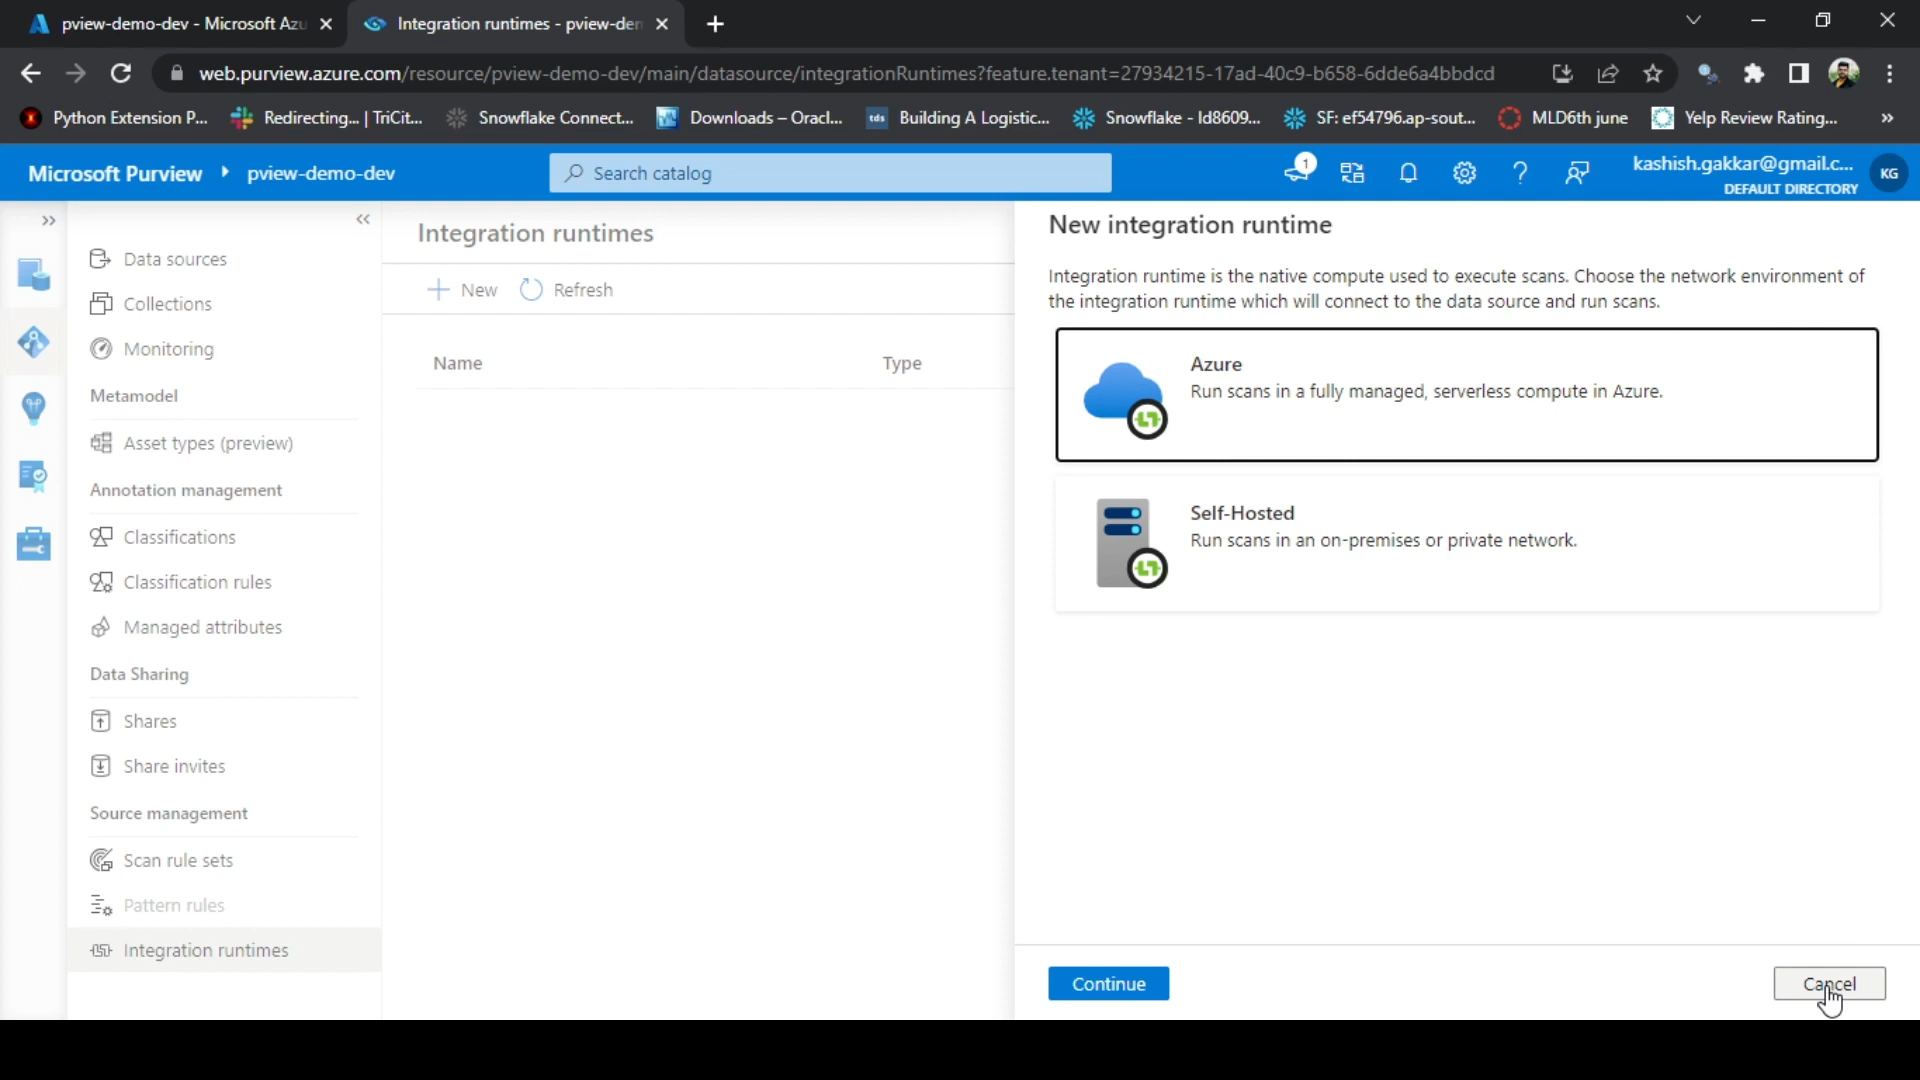 pview-demo-dev - Microsoft Azu
Integration runtimes - pview-den
web.purview.azure.com/resource/pview-demo-dev/main/datasource/integrationRuntimes?feature.tenant=27934215-17ad-40c9-b658-6dde6a4bbdcd
Python Extension P...
Redirecting... | TriCit...
Snowflake Connect...
Downloads – Oracl...
tds
Building A Logistic...
Snowflake - ld8609...
SF: ef54796.ap-sout...
MLD6th june
Yelp Review Rating...
Microsoft Purview
pview-demo-dev
Search catalog
1
kashish.gakkar@gmail.c...
DEFAULT DIRECTORY
KG
Data sources
Collections
Monitoring
Metamodel
Asset types (preview)
Annotation management
Classifications
Classification rules
Managed attributes
Data Sharing
Shares
Share invites
Source management
Scan rule sets
Pattern rules
Integration runtimes
Integration runtimes
New
Refresh
Name
Type
New integration runtime
Integration runtime is the native compute used to execute scans. Choose the network environment of
the integration runtime which will connect to the data source and run scans.
Azure
Run scans in a fully managed, serverless compute in Azure.
Self-Hosted
Run scans in an on-premises or private network.
Continue
Cancel